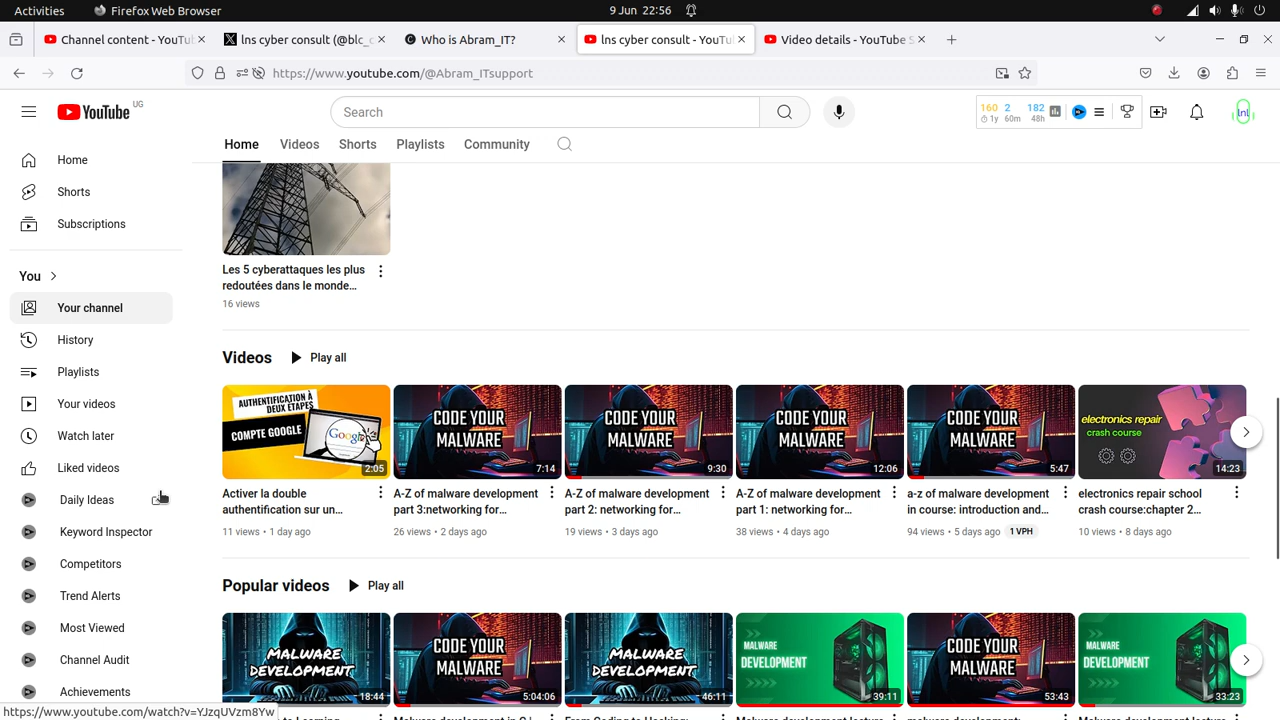 Activities Firefox Web Browser 9 Jun 22:56
Channel content - YouTu
lns cyber consult (@blc_c
Who is Abram_IT?
lns cyber consult - YouTu
Video details - YouTube S
https://www.youtube.com/@Abram_ITsupport
YouTube UG
Search
160 2 182
1y 60m 48h
lnl
Home Videos Shorts Playlists Community
Home
Shorts
Subscriptions
You
Your channel
History
Playlists
Your videos
Watch later
Liked videos
Daily Ideas
Keyword Inspector
Competitors
Trend Alerts
Most Viewed
Channel Audit
Achievements
Les 5 cyberattaques les plus
redoutées dans le monde…
16 views
Videos Play all
AUTHENTIFICATION À
DEUX ETAPES
COMPTE GOOGLE
Google
2:05
Activer la double
authentification sur un…
11 views • 1 day ago
CODE YOUR
MALWARE
7:14
A-Z of malware development
part 3:networking for…
26 views • 2 days ago
CODE YOUR
MALWARE
9:30
A-Z of malware development
part 2: networking for…
19 views • 3 days ago
CODE YOUR
MALWARE
12:06
A-Z of malware development
part 1: networking for…
38 views • 4 days ago
CODE YOUR
MALWARE
5:47
a-z of malware development
in course: introduction and…
94 views • 5 days ago 1 VPH
electronics repair
crash course
14:23
electronics repair school
crash course:chapter 2…
10 views • 8 days ago
Popular videos Play all
MALWARE
DEVELOPMENT
18:44
CODE YOUR
MALWARE
5:04:06
MALWARE
DEVELOPMENT
46:11
MALWARE
DEVELOPMENT
39:11
CODE YOUR
MALWARE
53:43
MALWARE
DEVELOPMENT
33:23
https://www.youtube.com/watch?v=YJzqUVzm8Yw